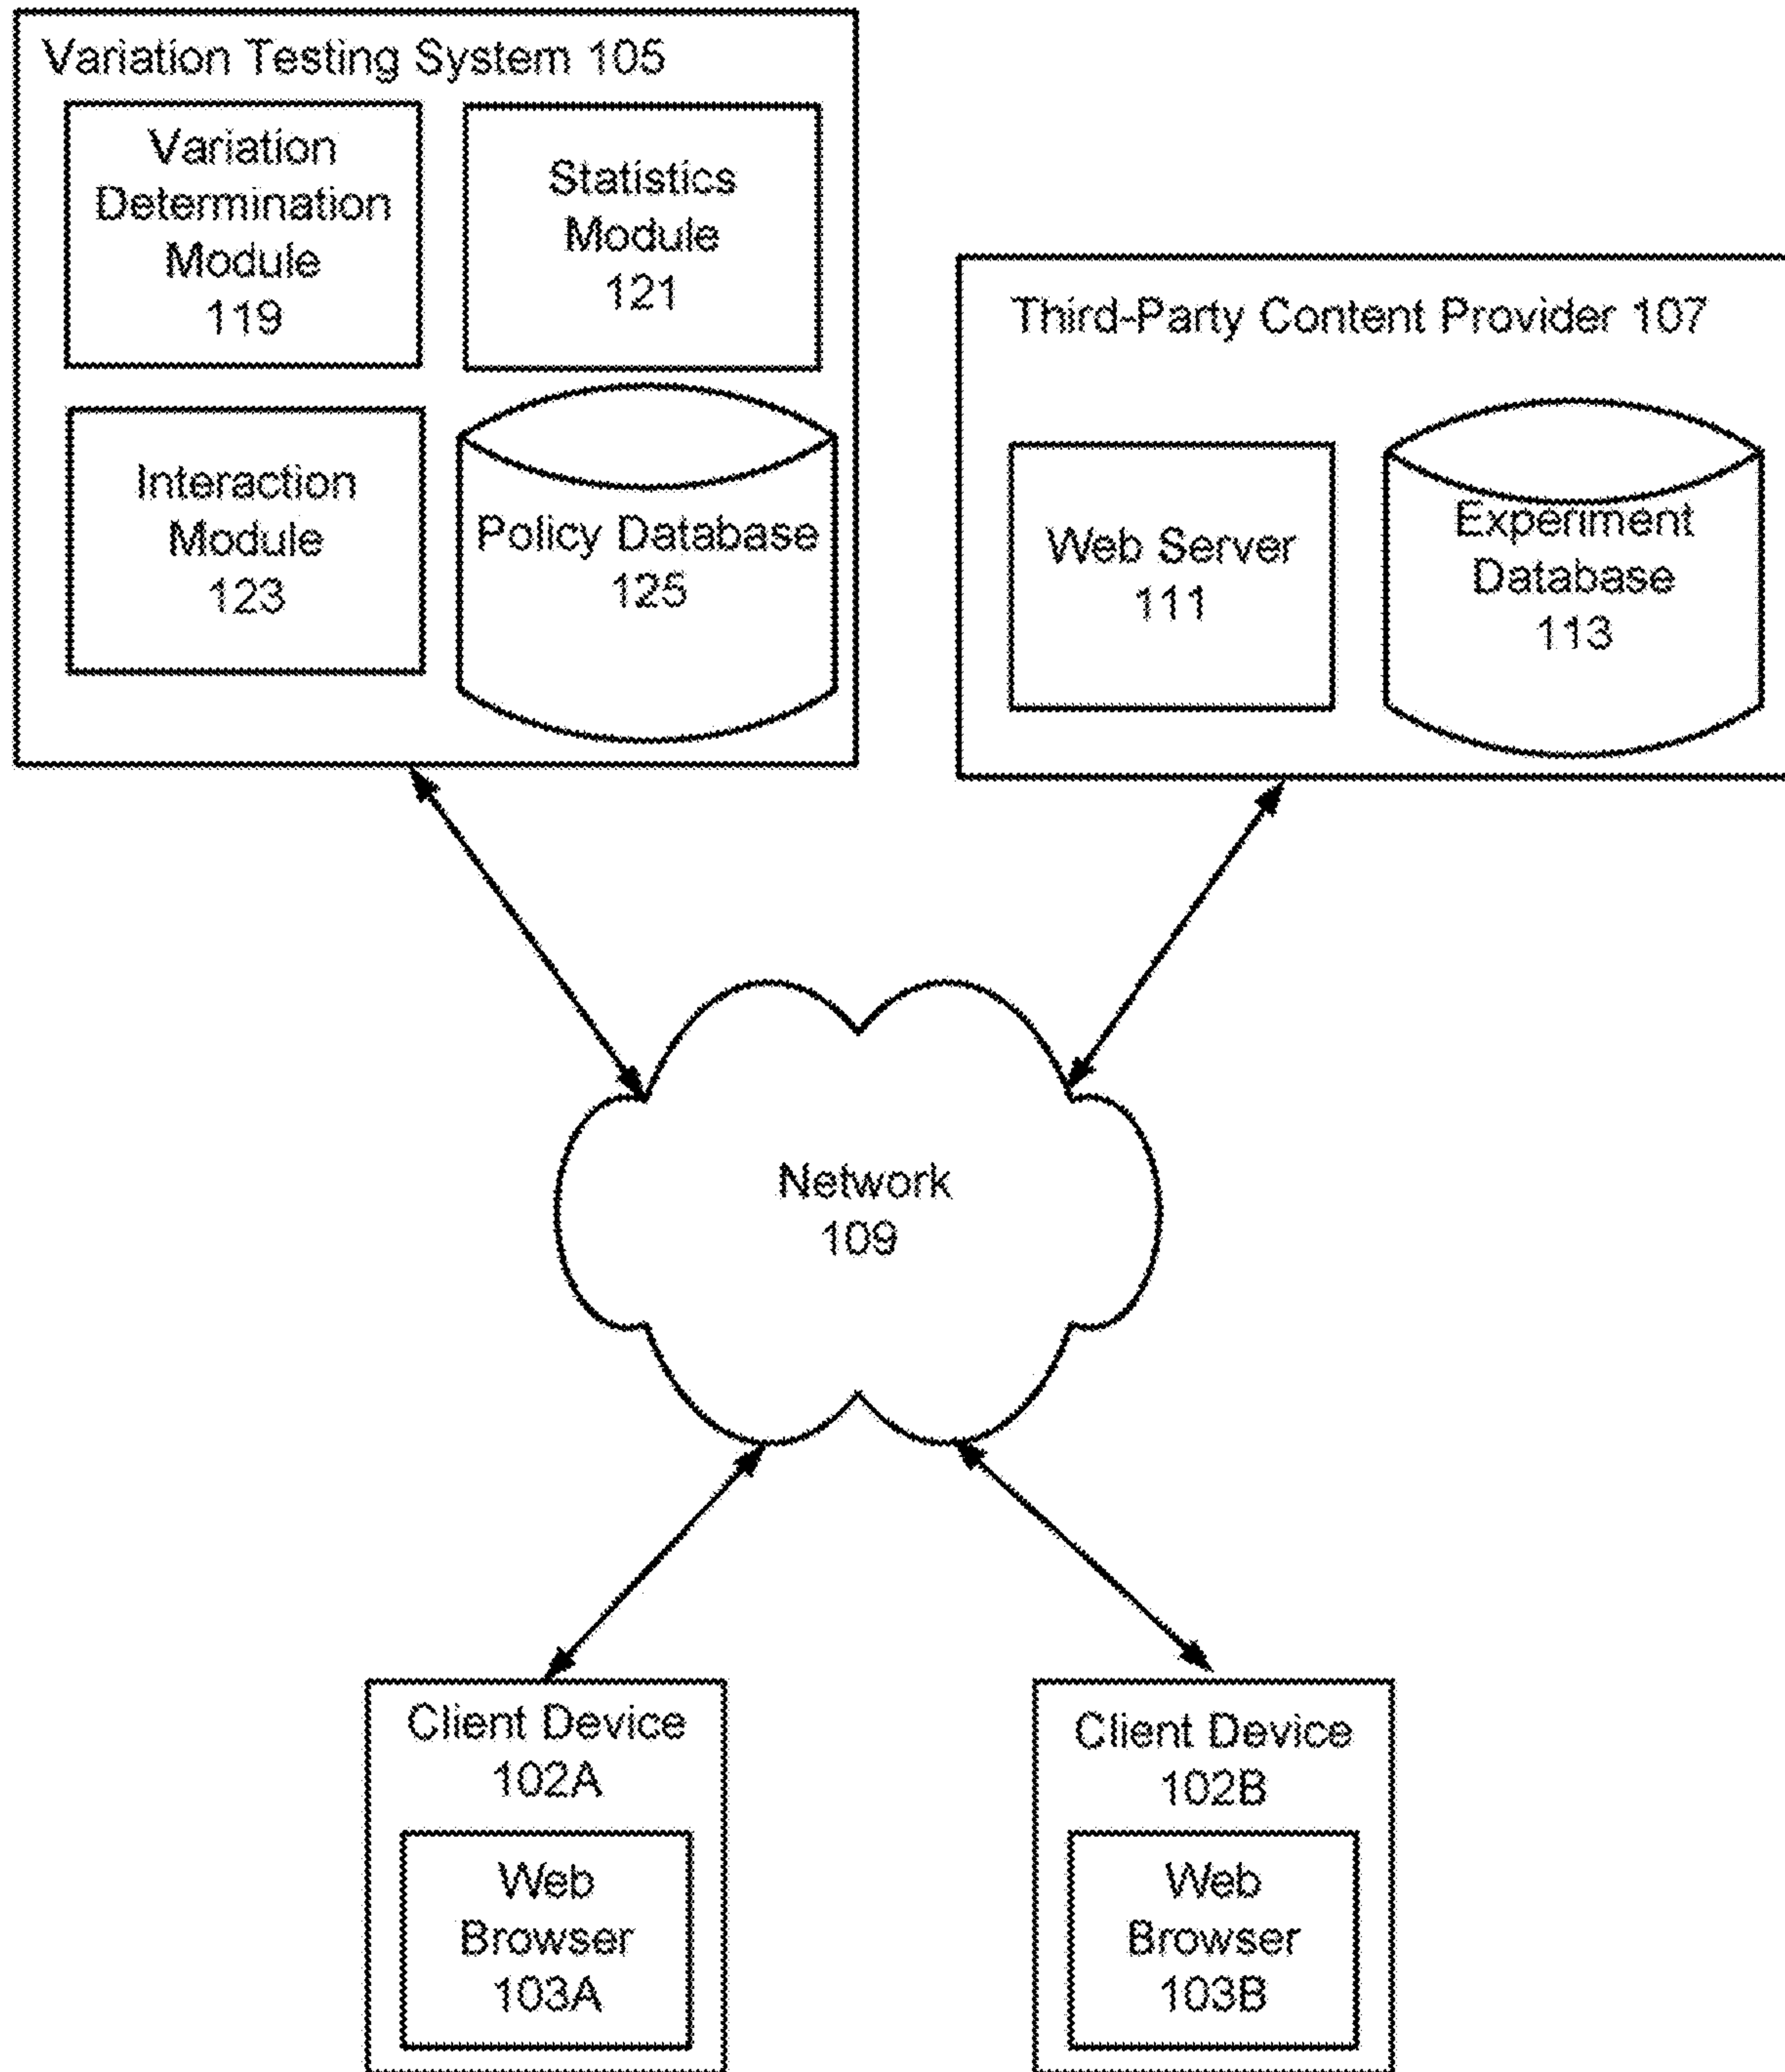 Variation Testing System 105
Variation
Determination
Module
119
Statistics
Module
121
Interaction
Module
123
Policy Database
125
Third-Party Content Provider 107
Web Server
111
Experiment
Database
113
Network
109
Client Device
102A
Web
Browser
103A
Client Device
102B
Web
Browser
103B